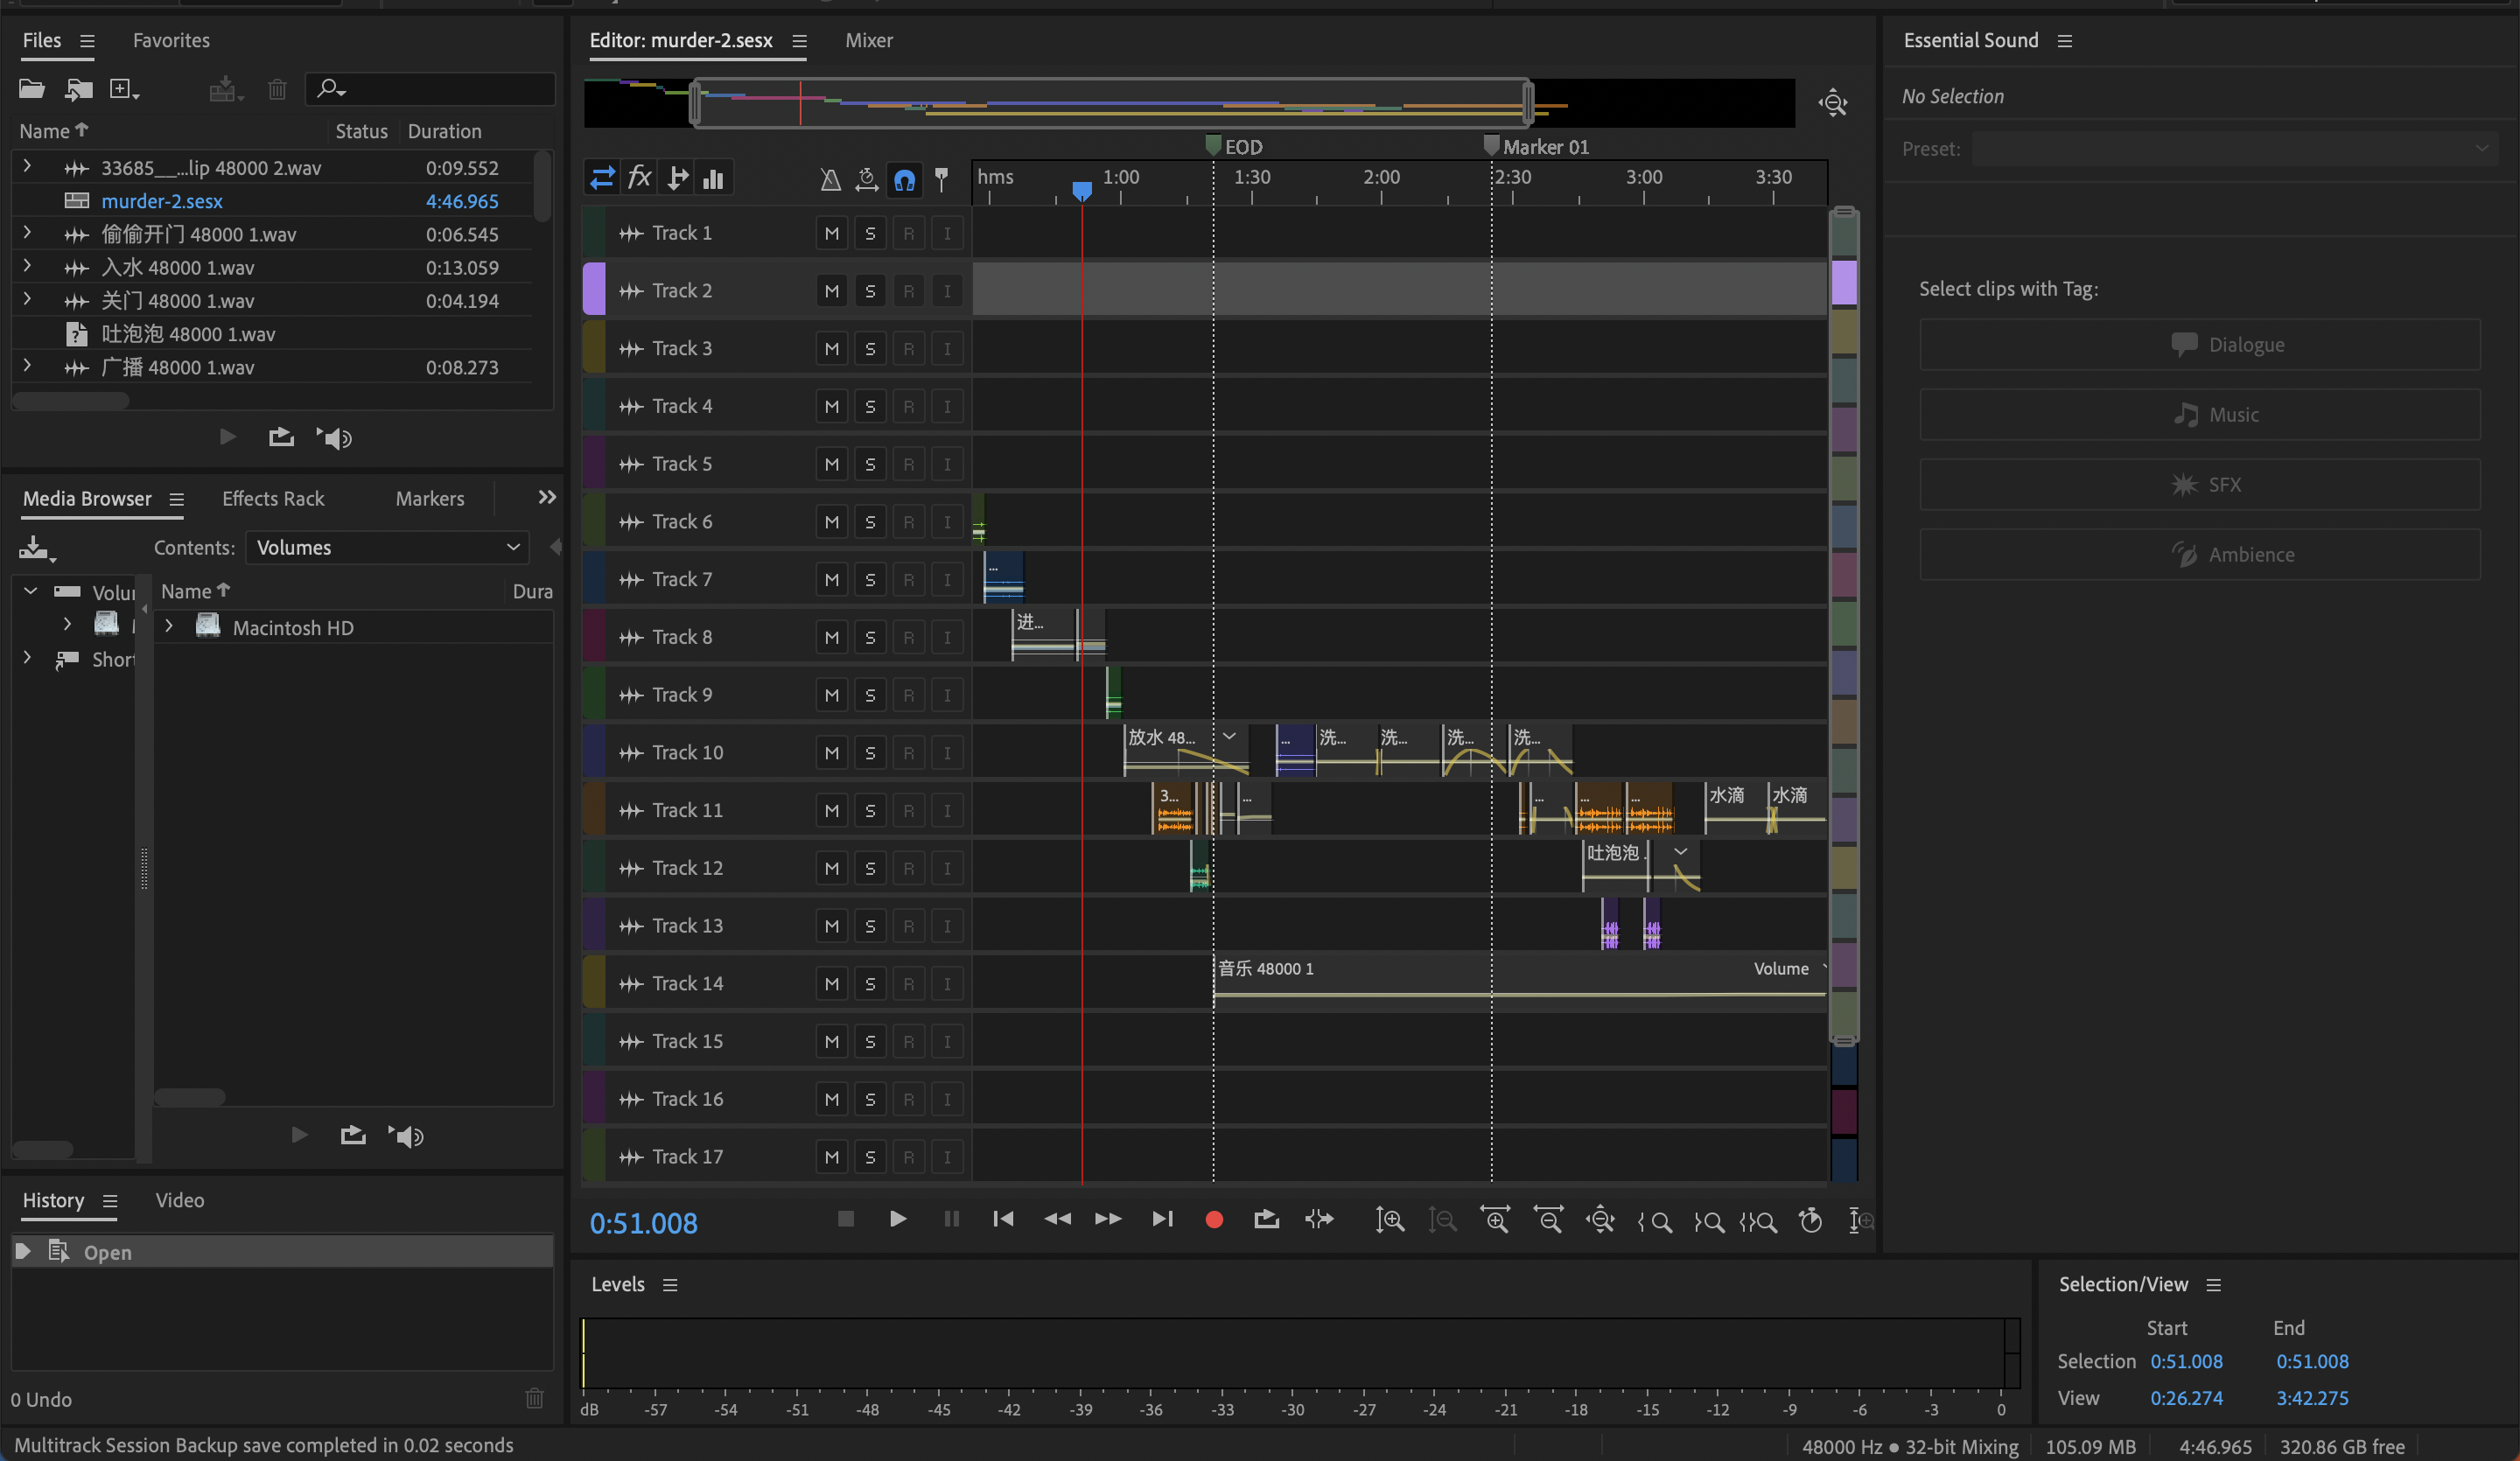 Files
Favorites
Name
Status
Duration
33685__...lip 48000 2.wav
0:09.552
murder-2.sesx
4:46.965
偷偷开门 48000 1.wav
0:06.545
入水 48000 1.wav
0:13.059
关门 48000 1.wav
0:04.194
吐泡泡 48000 1.wav
广播 48000 1.wav
0:08.273
Media Browser
Effects Rack
Markers
Contents:
Volumes
Volur
Name
Dura
Macintosh HD
Short
History
Video
Open
0 Undo
Editor: murder-2.sesx
Mixer
EOD
Marker 01
fx
hms
1:00
1:30
2:00
2:30
3:00
3:30
Track 1
M S R I
Track 2
M S R I
Track 3
M S R I
Track 4
M S R I
Track 5
M S R I
Track 6
M S R I
Track 7
M S R I
...
Track 8
M S R I
进...
Track 9
M S R I
Track 10
M S R I
放水 48...
...
洗...
洗...
洗...
洗...
Track 11
M S R I
3...
...
...
...
...
水滴
水滴
Track 12
M S R I
吐泡泡 .
Track 13
M S R I
Track 14
M S R I
音乐 48000 1
Volume
Track 15
M S R I
Track 16
M S R I
Track 17
M S R I
0:51.008
Levels
dB -57 -54 -51 -48 -45 -42 -39 -36 -33 -30 -27 -24 -21 -18 -15 -12 -9 -6 -3 0
Essential Sound
No Selection
Preset:
Select clips with Tag:
Dialogue
Music
SFX
Ambience
Selection/View
Start
End
Selection
0:51.008
0:51.008
View
0:26.274
3:42.275
Multitrack Session Backup save completed in 0.02 seconds
48000 Hz ● 32-bit Mixing
105.09 MB
4:46.965
320.86 GB free